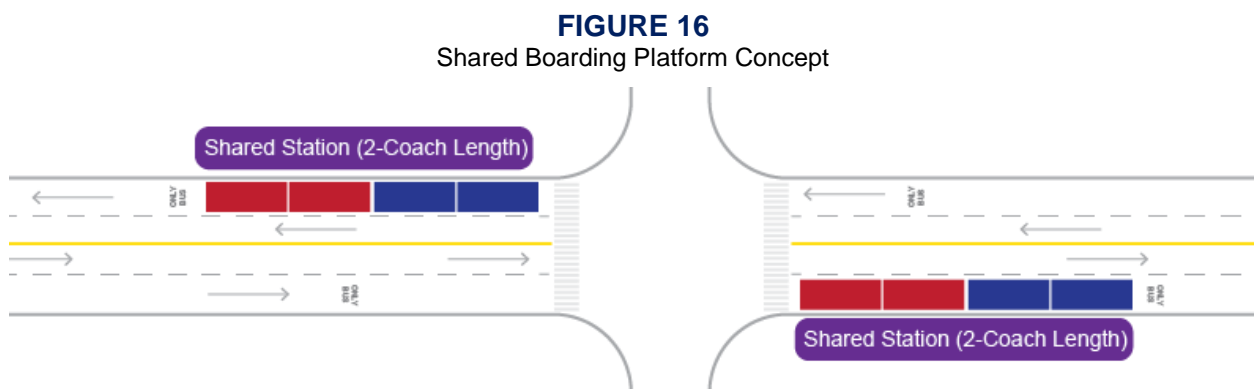 FIGURE 16
Shared Boarding Platform Concept
Shared Station (2-Coach Length)
ONLY
BUS
ONLY
BUS
ONLY
BUS
ONLY
BUS
Shared Station (2-Coach Length)